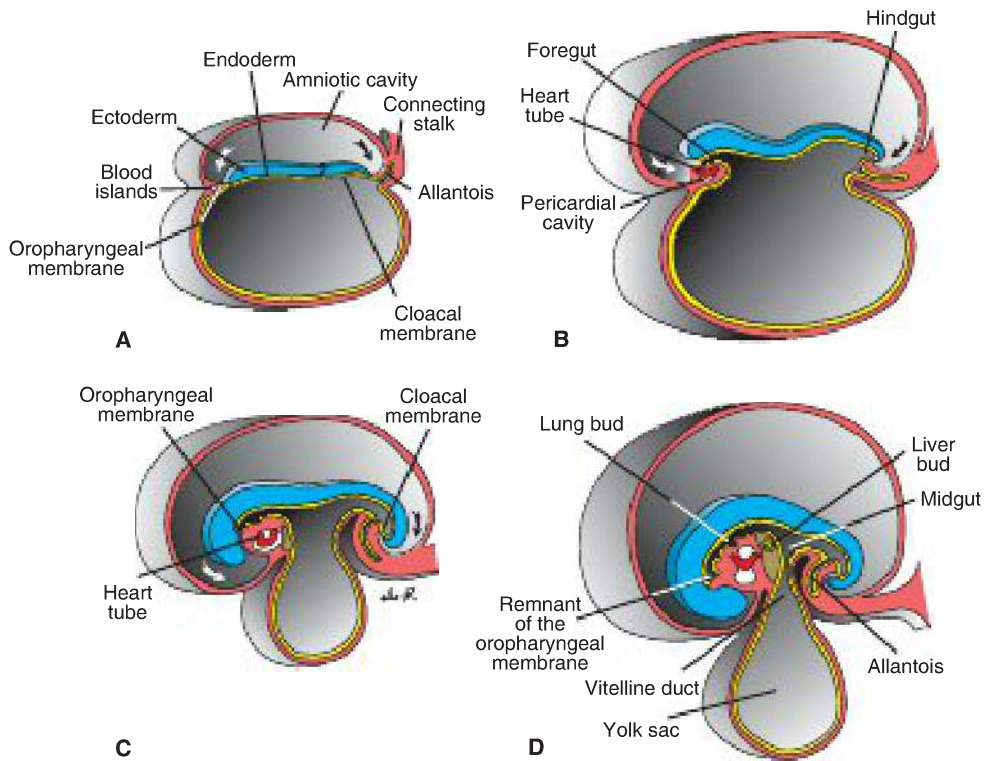 Endoderm
Amniotic cavity
Connecting
stalk
Ectoderm
Blood
islands
Allantois
Oropharyngeal
membrane
Cloacal
membrane
A
Hindgut
Foregut
Heart
tube
Pericardial
cavity
B
Oropharyngeal
membrane
Cloacal
membrane
Heart
tube
C
Lung bud
Liver
bud
Midgut
Remnant
of the
oropharyngeal
membrane
Allantois
Vitelline duct
Yolk sac
D